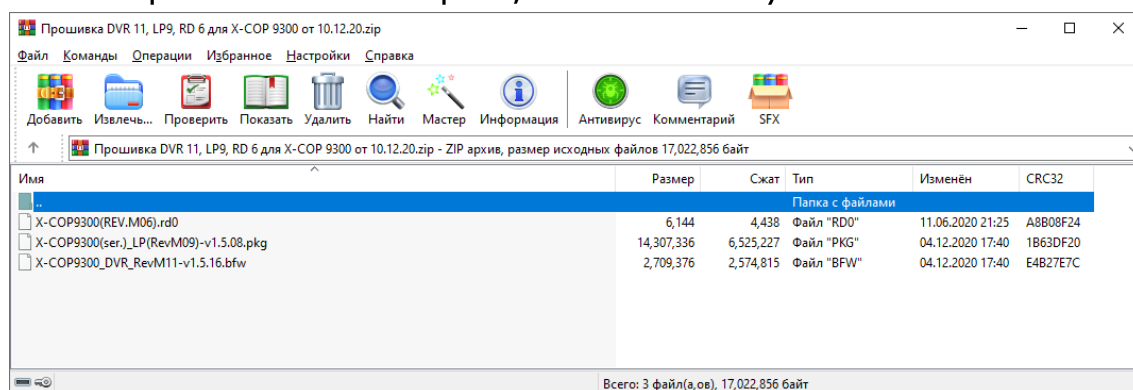 Прошивка DVR 11, LP9, RD 6 для X-COP 9300 от 10.12.20.zip
Файл Команды Операции Избранное Настройки Справка
Добавить Извлечь... Проверить Показать Удалить Найти Мастер Информация Антивирус Комментарий SFX
Прошивка DVR 11, LP9, RD 6 для X-COP 9300 от 10.12.20.zip - ZIP архив, размер исходных файлов 17,022,856 байт
Имя Размер Сжат Тип Изменён CRC32
.. Папка с файлами
X-COP9300(REV.M06).rd0 6,144 4,438 Файл "RD0" 11.06.2020 21:25 A8B08F24
X-COP9300(ser.)_LP(RevM09)-v1.5.08.pkg 14,307,336 6,525,227 Файл "PKG" 04.12.2020 17:40 1B63DF20
X-COP9300_DVR_RevM11-v1.5.16.bfw 2,709,376 2,574,815 Файл "BFW" 04.12.2020 17:40 E4B27E7C
Всего: 3 файл(а,ов), 17,022,856 байт